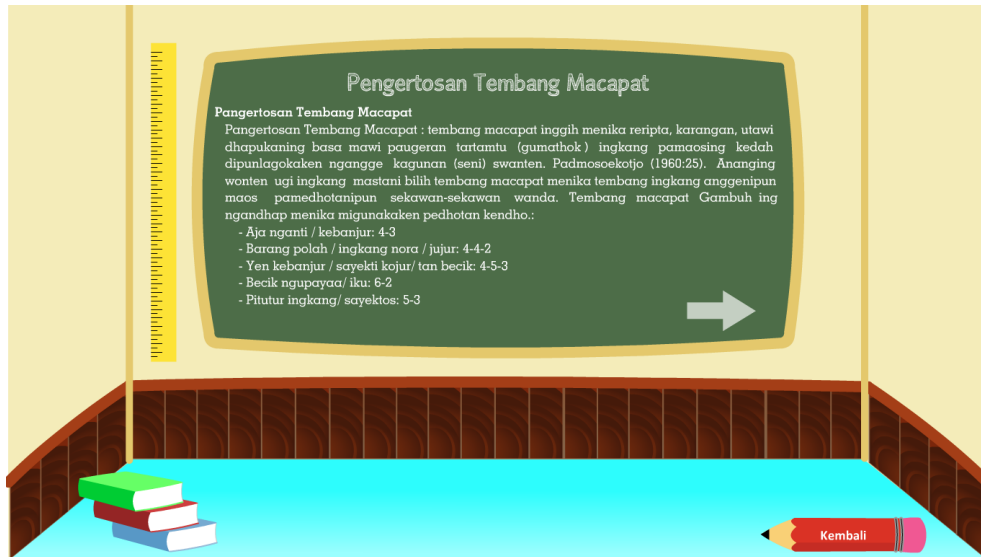 Pengertosan Tembang Macapat
Pangertosan Tembang Macapat
Pangertosan Tembang Macapat : tembang macapat inggih menika reripta, karangan, utawi
dhapukaning basa mawi paugeran tartamtu (gumathok ) ingkang pamaosing kedah
dipunlagokaken ngangge kagunan (seni) swanten. Padmosoekotjo (1960:25). Ananging
wonten ugi ingkang mastani bilih tembang macapat menika tembang ingkang anggenipun
maos pamedhotanipun sekawan-sekawan wanda. Tembang macapat Gambuh ing
ngandhap menika migunakaken pedhotan kendho.:
- Aja nganti / kebanjur: 4-3
- Barang polah / ingkang nora / jujur: 4-4-2
- Yen kebanjur / sayekti kojur/ tan becik: 4-5-3
- Becik ngupayaa/ iku: 6-2
- Pitutur ingkang/ sayektos: 5-3
Kembali